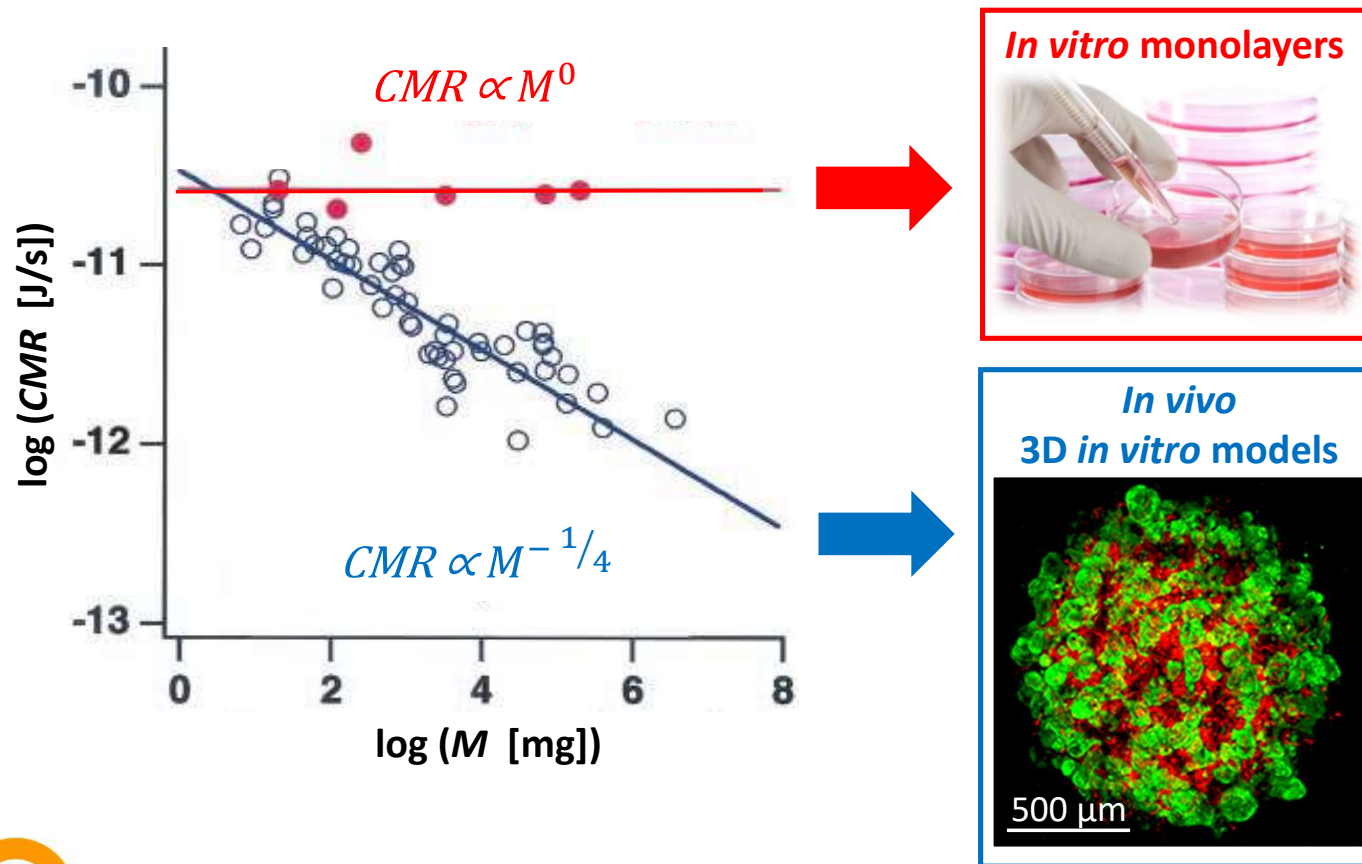 -10
-11
-12
-13
log (CMR [J/s])
CMR ∝ M⁰
CMR ∝ M⁻ ¹/⁴
0 2 4 6 8
log (M [mg])
In vitro monolayers
In vivo
3D in vitro models
500 µm